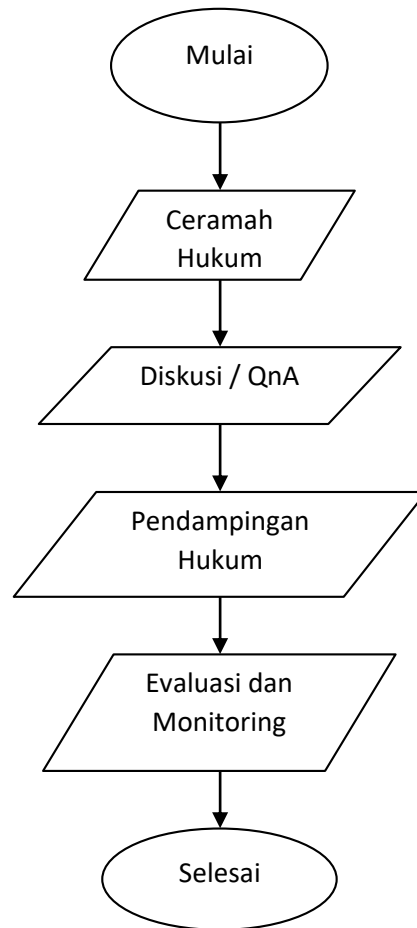 Mulai
Ceramah
Hukum
Diskusi / QnA
Pendampingan
Hukum
Evaluasi dan
Monitoring
Selesai